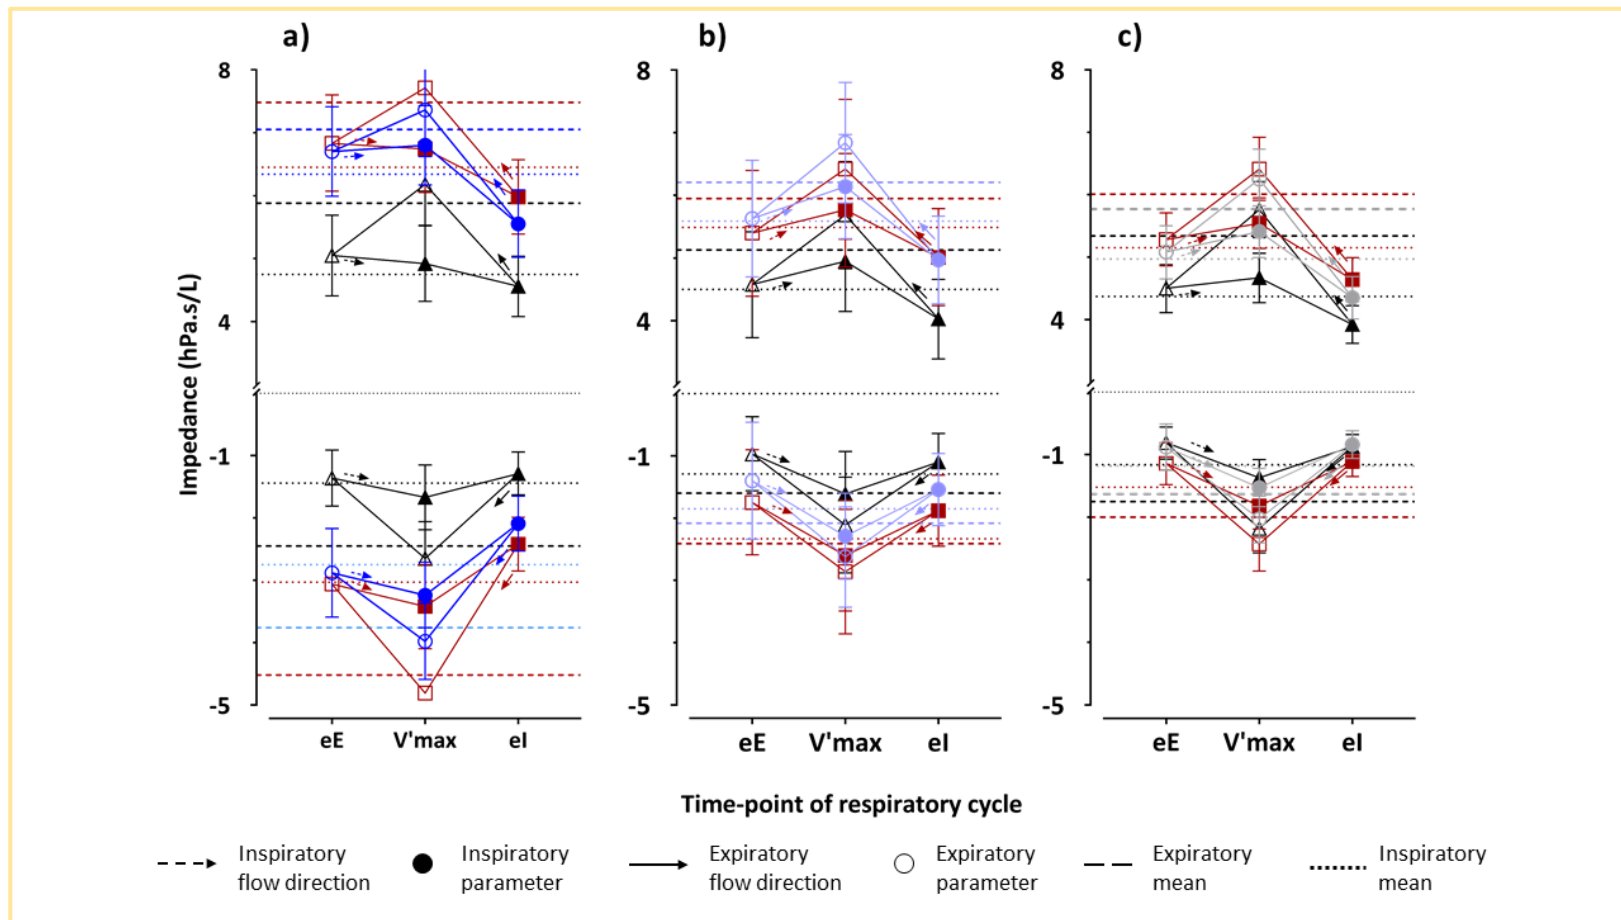 a)
b)
c)
8
8
8
4
4
4
Impedance (hPa.s/L)
-1
-1
-1
-5
-5
-5
eE V'max eI
eE V'max eI
eE V'max eI
Time-point of respiratory cycle
Inspiratory
flow direction
Inspiratory
parameter
Expiratory
flow direction
Expiratory
parameter
Expiratory
mean
Inspiratory
mean